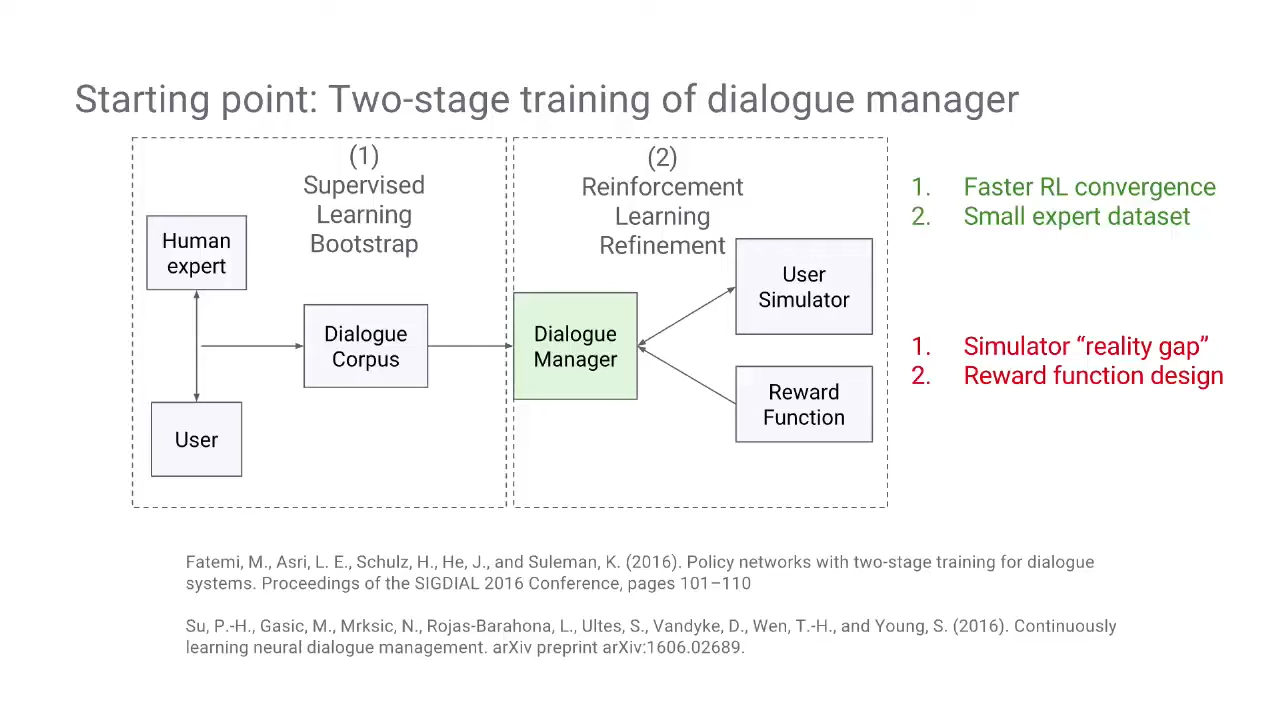 Starting point: Two-stage training of dialogue manager
(1)
Supervised
Learning
Bootstrap
Human
expert
User
Dialogue
Corpus
(2)
Reinforcement
Learning
Refinement
Dialogue
Manager
User
Simulator
Reward
Function
1. Faster RL convergence
2. Small expert dataset
1. Simulator “reality gap”
2. Reward function design
Fatemi, M., Asri, L. E., Schulz, H., He, J., and Suleman, K. (2016). Policy networks with two-stage training for dialogue
systems. Proceedings of the SIGDIAL 2016 Conference, pages 101–110
Su, P.-H., Gasic, M., Mrksic, N., Rojas-Barahona, L., Ultes, S., Vandyke, D., Wen, T.-H., and Young, S. (2016). Continuously
learning neural dialogue management. arXiv preprint arXiv:1606.02689.